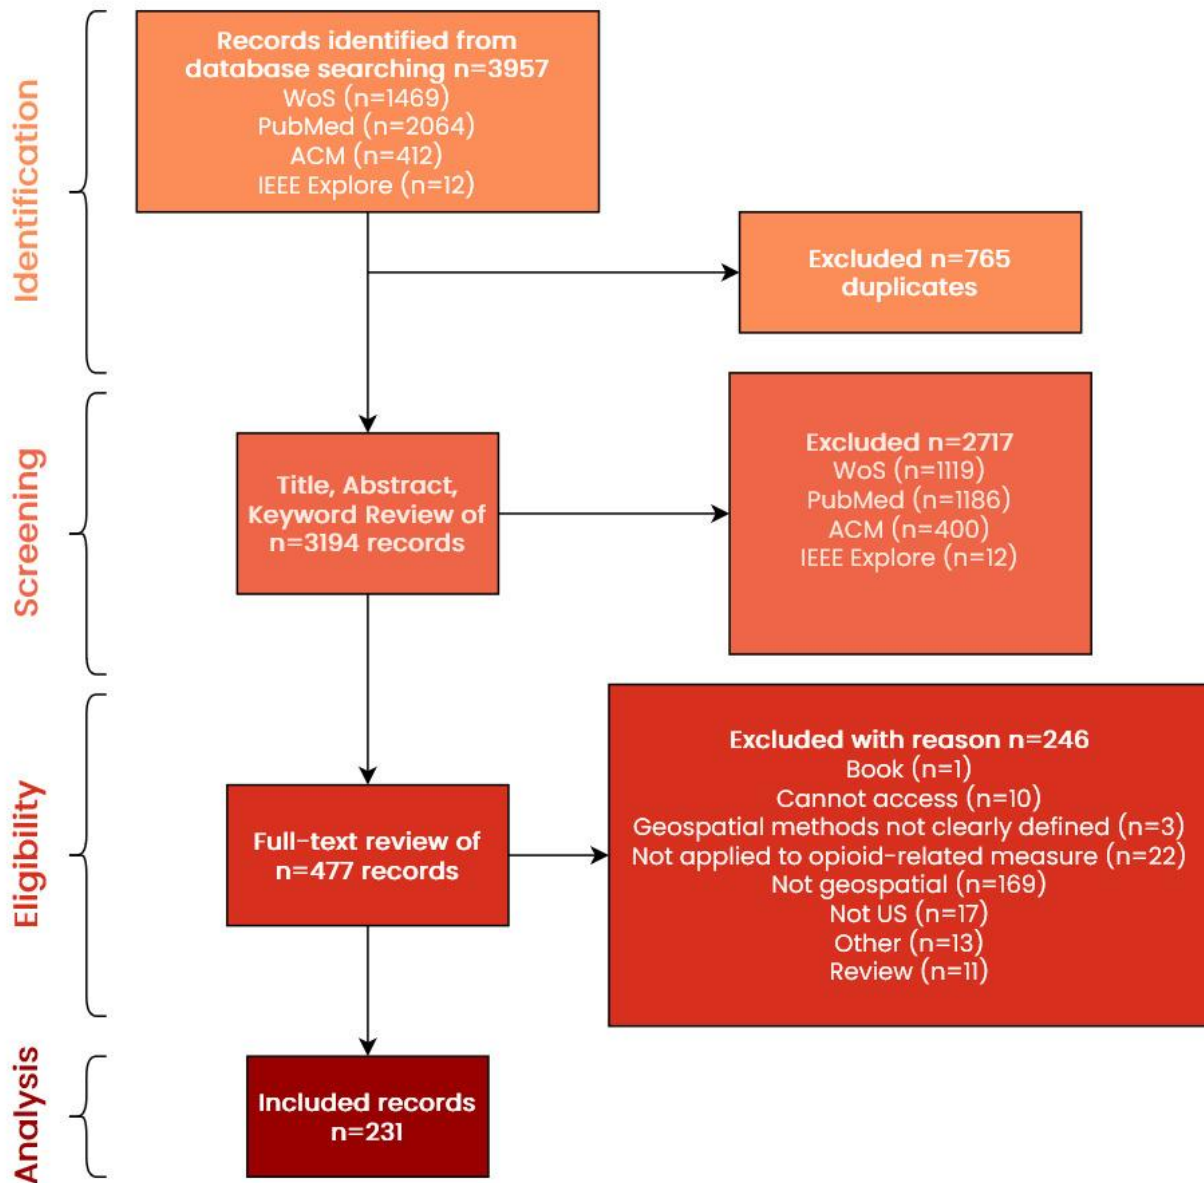 Identification
Records identified from
database searching n=3957
WoS (n=1469)
PubMed (n=2064)
ACM (n=412)
IEEE Explore (n=12)
Excluded n=765
duplicates
Screening
Title, Abstract,
Keyword Review of
n=3194 records
Excluded n=2717
WoS (n=1119)
PubMed (n=1186)
ACM (n=400)
IEEE Explore (n=12)
Eligibility
Full-text review of
n=477 records
Excluded with reason n=246
Book (n=1)
Cannot access (n=10)
Geospatial methods not clearly defined (n=3)
Not applied to opioid-related measure (n=22)
Not geospatial (n=169)
Not US (n=17)
Other (n=13)
Review (n=11)
Analysis
Included records
n=231